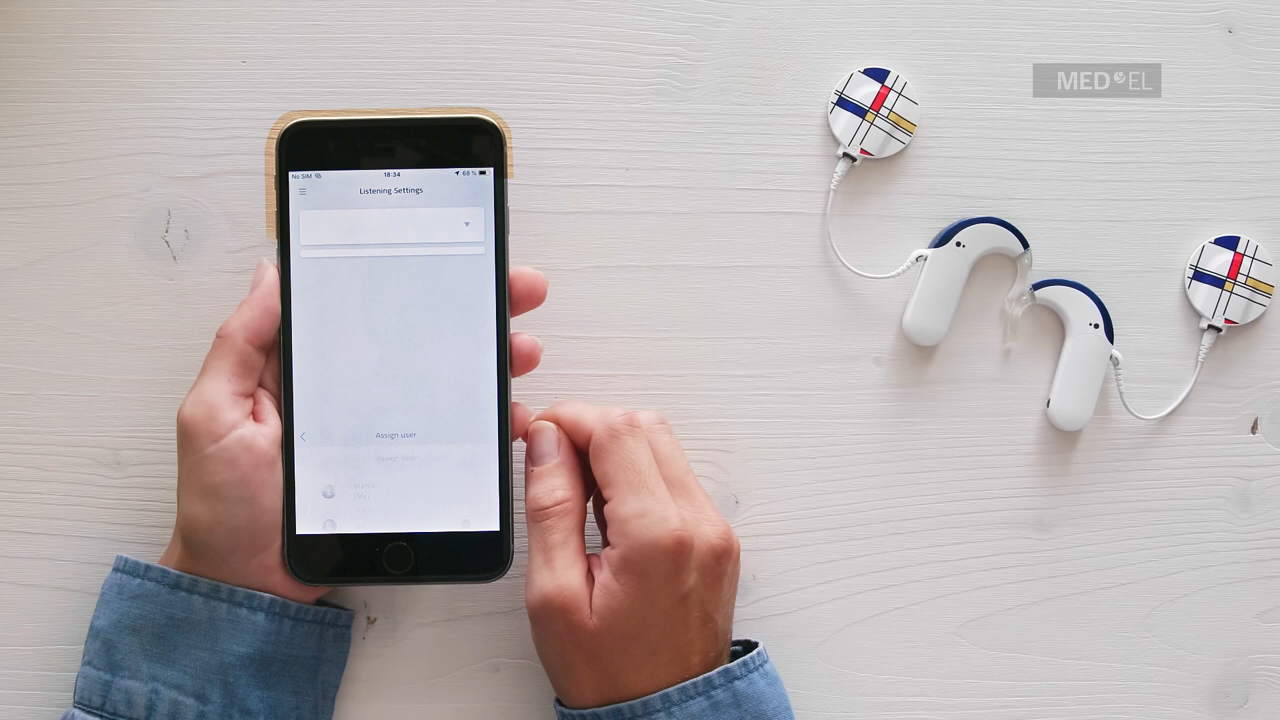 MED EL
No SIM
18:34
68 %
Listening Settings
Assign user